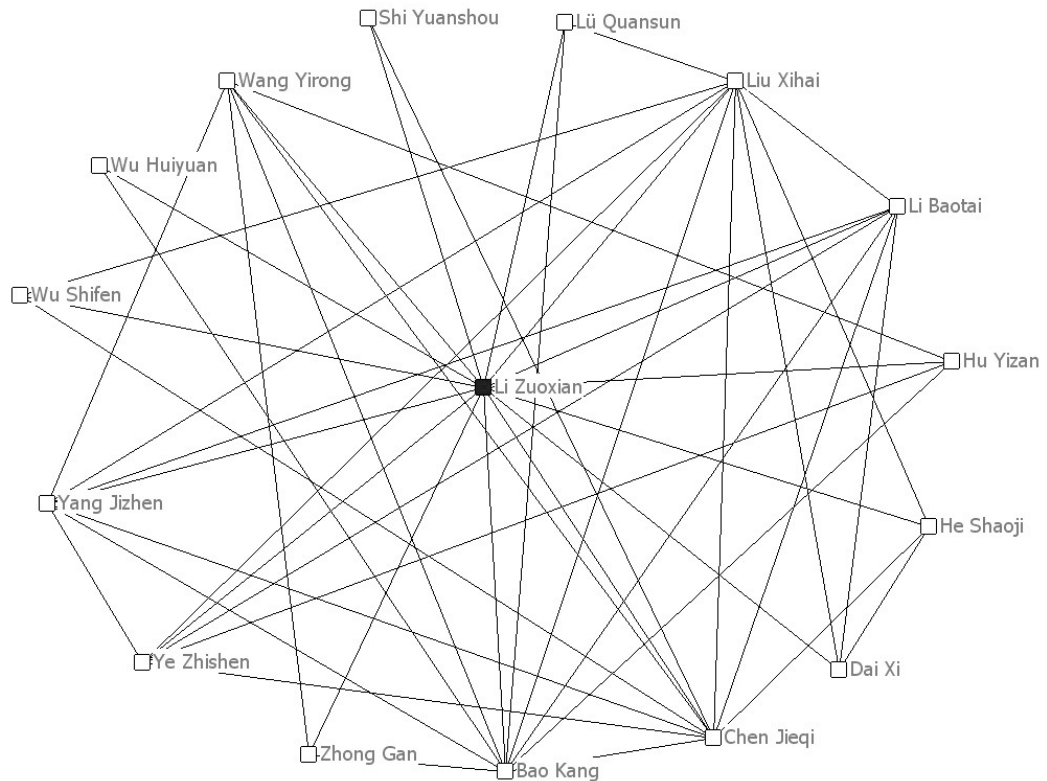 Shi Yuanshou
Lü Quansun
Wang Yirong
Liu Xihai
Wu Huiyuan
Li Baotai
Wu Shifen
Hu Yizan
Li Zuoxian
Yang Jizhen
He Shaoji
Ye Zhishen
Dai Xi
Zhong Gan
Chen Jieqi
Bao Kang